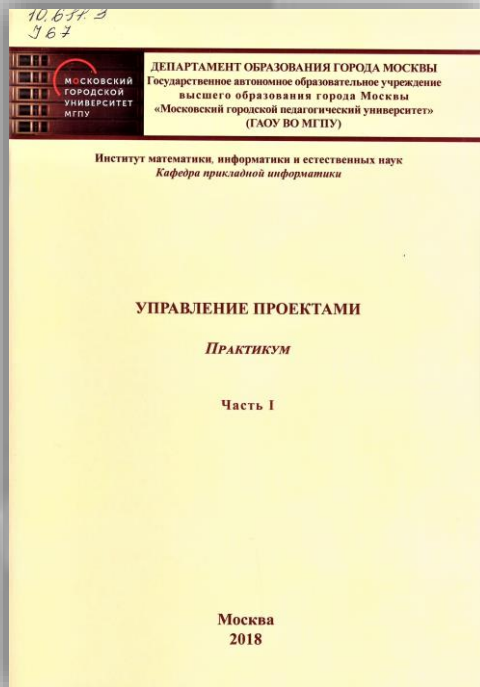 МОСКОВСКИЙ
ГОРОДСКОЙ
УНИВЕРСИТЕТ
МГПУ
ДЕПАРТАМЕНТ ОБРАЗОВАНИЯ ГОРОДА МОСКВЫ
Государственное автономное образовательное учреждение
высшего образования города Москвы
«Московский городской педагогический университет»
(ГАОУ ВО МГПУ)
Институт математики, информатики и естественных наук
Кафедра прикладной информатики
УПРАВЛЕНИЕ ПРОЕКТАМИ
ПРАКТИКУМ
Часть I
Москва
2018